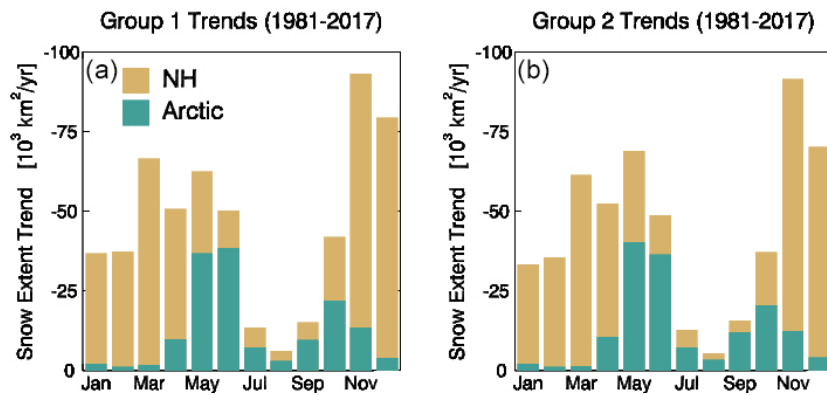 Group 1 Trends (1981-2017)
Group 2 Trends (1981-2017)
Snow Extent Trend [10³ km²/yr]
-100
-75
-50
-25
0
(a)
NH
Arctic
Jan Mar May Jul Sep Nov
Snow Extent Trend [10³ km²/yr]
-100
-75
-50
-25
0
(b)
Jan Mar May Jul Sep Nov